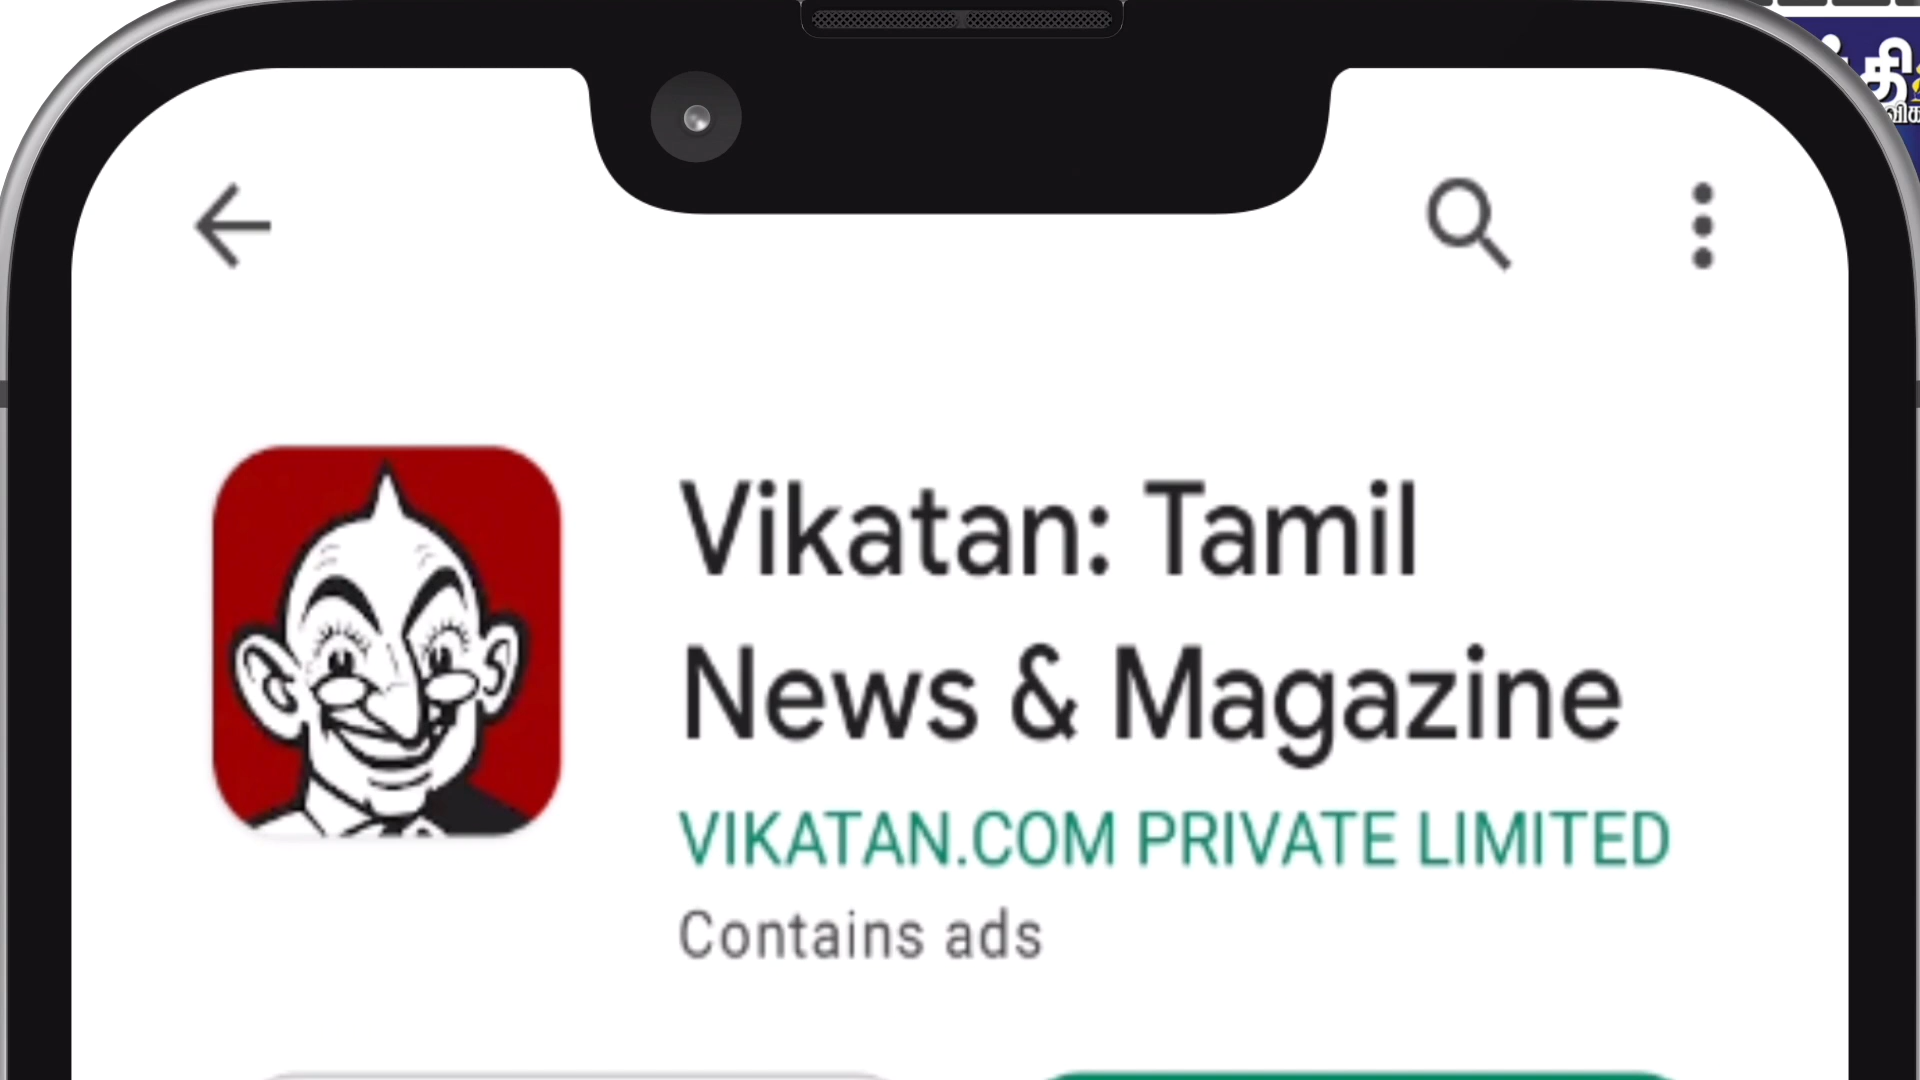 Vikatan: Tamil
News & Magazine
VIKATAN.COM PRIVATE LIMITED
Contains ads